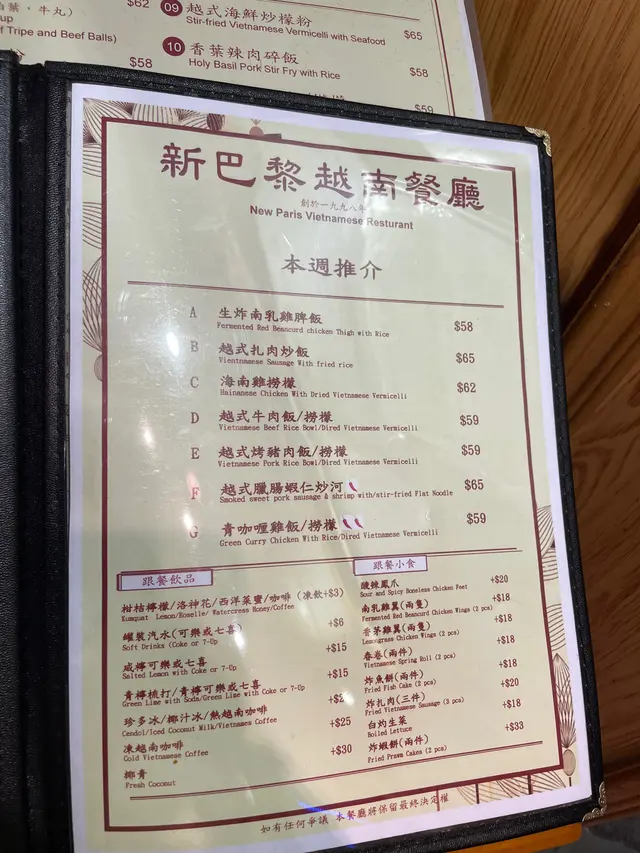 葉，牛丸)
up
f Tripe and Beef Balls)
$62
$58
09 越式海鮮炒檬粉 $65
Stir-fried Vietnamese Vermicelli with Seafood
10 香葉辣肉碎飯 $58
Holy Basil Pork Stir Fry with Rice
$59
新巴黎越南餐廳
創於一九九八年
New Paris Vietnamese Resturant
本週推介
A 生炸南乳雞脾飯 $58
Fermented Red Beancurd chicken Thigh with Rice
B 越式扎肉炒飯 $65
Vientnamese Sausage With fried rice
C 海南雞撈檬 $62
Hainanese Chicken With Dried Vietnamese Vermicelli
D 越式牛肉飯/撈檬 $59
Vietnamese Beef Rice Bowl/Dired Vietnamese Vermicelli
E 越式烤豬肉飯/撈檬 $59
Vietnamese Pork Rice Bowl/Dired Vietnamese Vermicelli
F 越式臘腸蝦仁炒河 $65
Smoked sweet pork sausage & shrimp with/stir-fried Flat Noodle
G 青咖喱雞飯/撈檬 $59
Green Curry Chicken With Rice/Dired Vietnamese Vermicelli
跟餐飲品
柑桔檸檬/洛神花/西洋菜蜜/咖啡 (凍飲+$3)
Kumquat Lemon/Roselle/ Watercress Honey/Coffee
罐裝汽水(可樂或七喜) +$6
Soft Drinks (Coke or 7-Up
咸檸可樂或七喜 +$15
Salted Lemon with Coke or 7-Up
青檸梳打/青檸可樂或七喜 +$15
Green Lime with Soda/Green Lime with Coke or 7-Up
珍多冰/椰汁冰/熱越南咖啡
Cendol/Iced Coconut Milk/Vietnames Coffee
凍越南咖啡 +$25
Cold Vietnamese Coffee
椰青 +$30
Fresh Coconut
跟餐小食
酸辣鳳爪 +$20
Sour and Spicy Boneless Chicken Feet
南乳雞翼(兩隻) +$18
Fermented Red Beancurd Chicken Wings (2 pcs)
香茅雞翼(兩隻) +$18
Lemongrass Chicken Wings (2 pcs)
春卷(兩件) +$18
Vietnamese Spring Roll (2 pcs)
炸魚餅(兩件) +$18
Fried Fish Cake (2 pcs)
炸扎肉(三件) +$20
Fried Vietnamese Sausage (3 pcs)
白灼生菜 +$18
Boiled Lettuce
炸蝦餅(兩件) +$33
Fried Prawn Cakes (2 pcs)
如有任何爭議 本餐廳將保留最終決定權